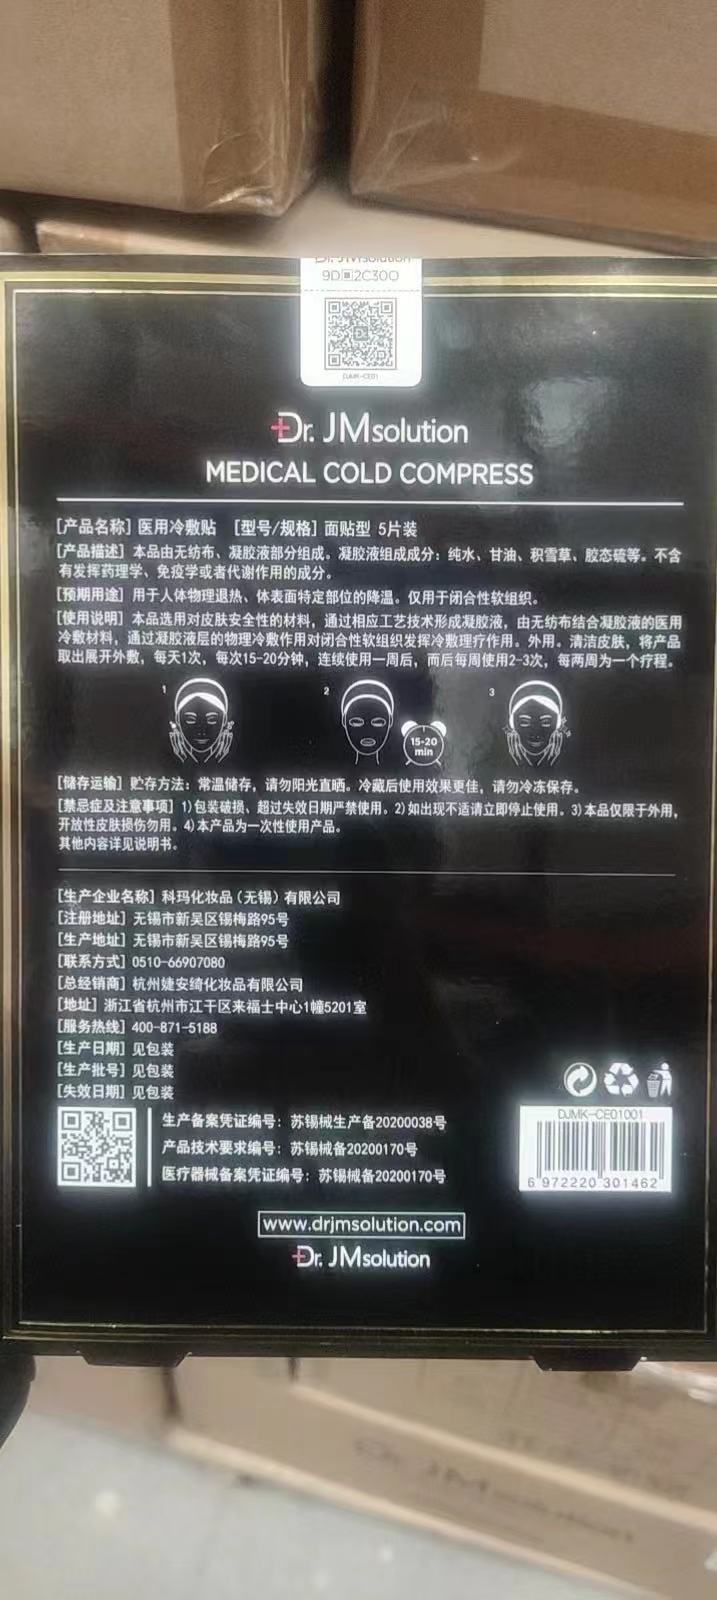 Dr. JMsolution
DJMK-CE01
Dr. JMsolution
MEDICAL COLD COMPRESS
[产品名称] 医用冷敷贴 [型号/规格] 面贴型 5片装
[产品描述] 本品由无纺布、凝胶液部分组成。凝胶液组成成分：纯水、甘油、积雪草、胶态硫等。不含
有发挥药理学、免疫学或者代谢作用的成分。
[预期用途] 用于人体物理退热、体表面特定部位的降温。仅用于闭合性软组织。
[使用说明] 本品选用对皮肤安全性的材料，通过相应工艺技术形成凝胶液，由无纺布结合凝胶液的医用
冷敷材料，通过凝胶液层的物理冷敷作用对闭合性软组织发挥冷敷理疗作用。外用。清洁皮肤，将产品
取出展开外敷，每天1次，每次15-20分钟，连续使用一周后，而后每周使用2-3次，每两周为一个疗程。
1 2 3
15-20
min
[储存运输] 贮存方法：常温储存，请勿阳光直晒。冷藏后使用效果更佳，请勿冷冻保存。
[禁忌症及注意事项] 1)包装破损、超过失效日期严禁使用。2)如出现不适请立即停止使用。3)本品仅限于外用，
开放性皮肤损伤勿用。4)本产品为一次性使用产品。
其他内容详见说明书。
[生产企业名称] 科玛化妆品（无锡）有限公司
[注册地址] 无锡市新吴区锡梅路95号
[生产地址] 无锡市新吴区锡梅路95号
[联系方式] 0510-66907080
[总经销商] 杭州婕安绮化妆品有限公司
[地址] 浙江省杭州市江干区来福士中心1幢5201室
[服务热线] 400-871-5188
[生产日期] 见包装
[生产批号] 见包装
[失效日期] 见包装
生产备案凭证编号：苏锡械生产备20200038号
产品技术要求编号：苏锡械备20200170号
医疗器械备案凭证编号：苏锡械备20200170号
DJMK-CE01001
6 972220 301462
www.drjmsolution.com
Dr. JMsolution
Dr. JMsolution